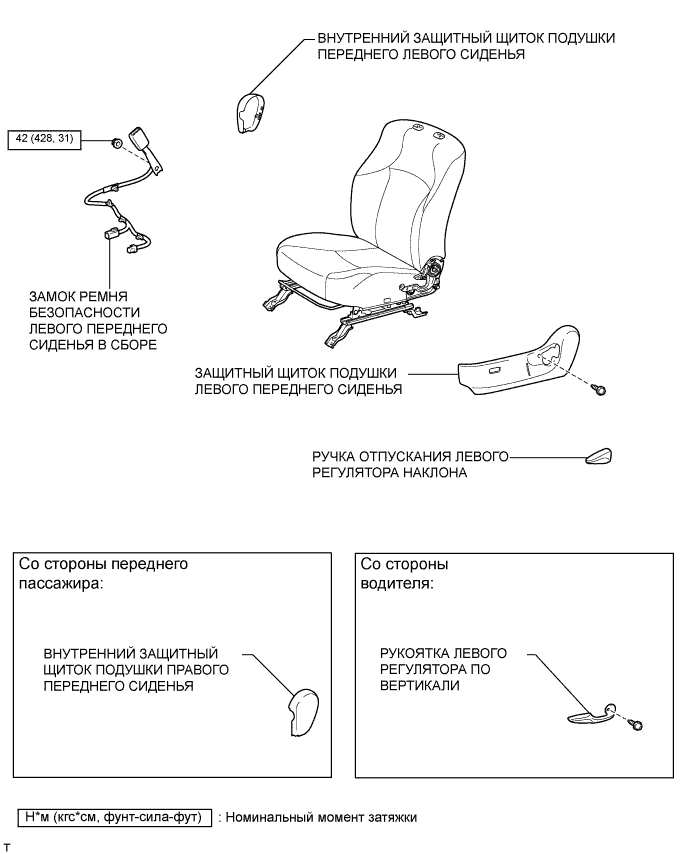 ВНУТРЕННИЙ ЗАЩИТНЫЙ ЩИТОК ПОДУШКИ
ПЕРЕДНЕГО ЛЕВОГО СИДЕНЬЯ
42 (428, 31)
ЗАМОК РЕМНЯ
БЕЗОПАСНОСТИ
ЛЕВОГО ПЕРЕДНЕГО
СИДЕНЬЯ В СБОРЕ
ЗАЩИТНЫЙ ЩИТОК ПОДУШКИ
ЛЕВОГО ПЕРЕДНЕГО СИДЕНЬЯ
РУЧКА ОТПУСКАНИЯ ЛЕВОГО
РЕГУЛЯТОРА НАКЛОНА
Со стороны переднего
пассажира:
ВНУТРЕННИЙ ЗАЩИТНЫЙ
ЩИТОК ПОДУШКИ ПРАВОГО
ПЕРЕДНЕГО СИДЕНЬЯ
Со стороны
водителя:
РУКОЯТКА ЛЕВОГО
РЕГУЛЯТОРА ПО
ВЕРТИКАЛИ
Н*м (кгс*см, фунт-сила-фут) : Номинальный момент затяжки
T